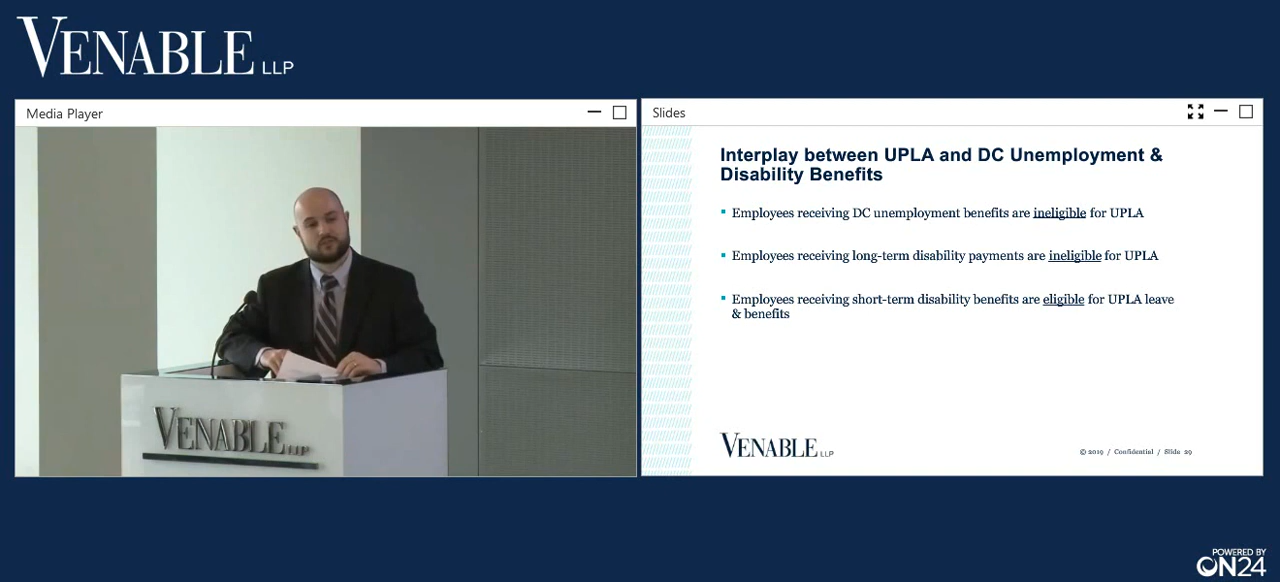 VENABLE LLP
Media Player
VENABLE LLP
Slides
Interplay between UPLA and DC Unemployment &
Disability Benefits
▪ Employees receiving DC unemployment benefits are ineligible for UPLA
▪ Employees receiving long-term disability payments are ineligible for UPLA
▪ Employees receiving short-term disability benefits are eligible for UPLA leave
& benefits
VENABLE LLP
© 2019 / Confidential / Slide 29
POWERED BY
ON24